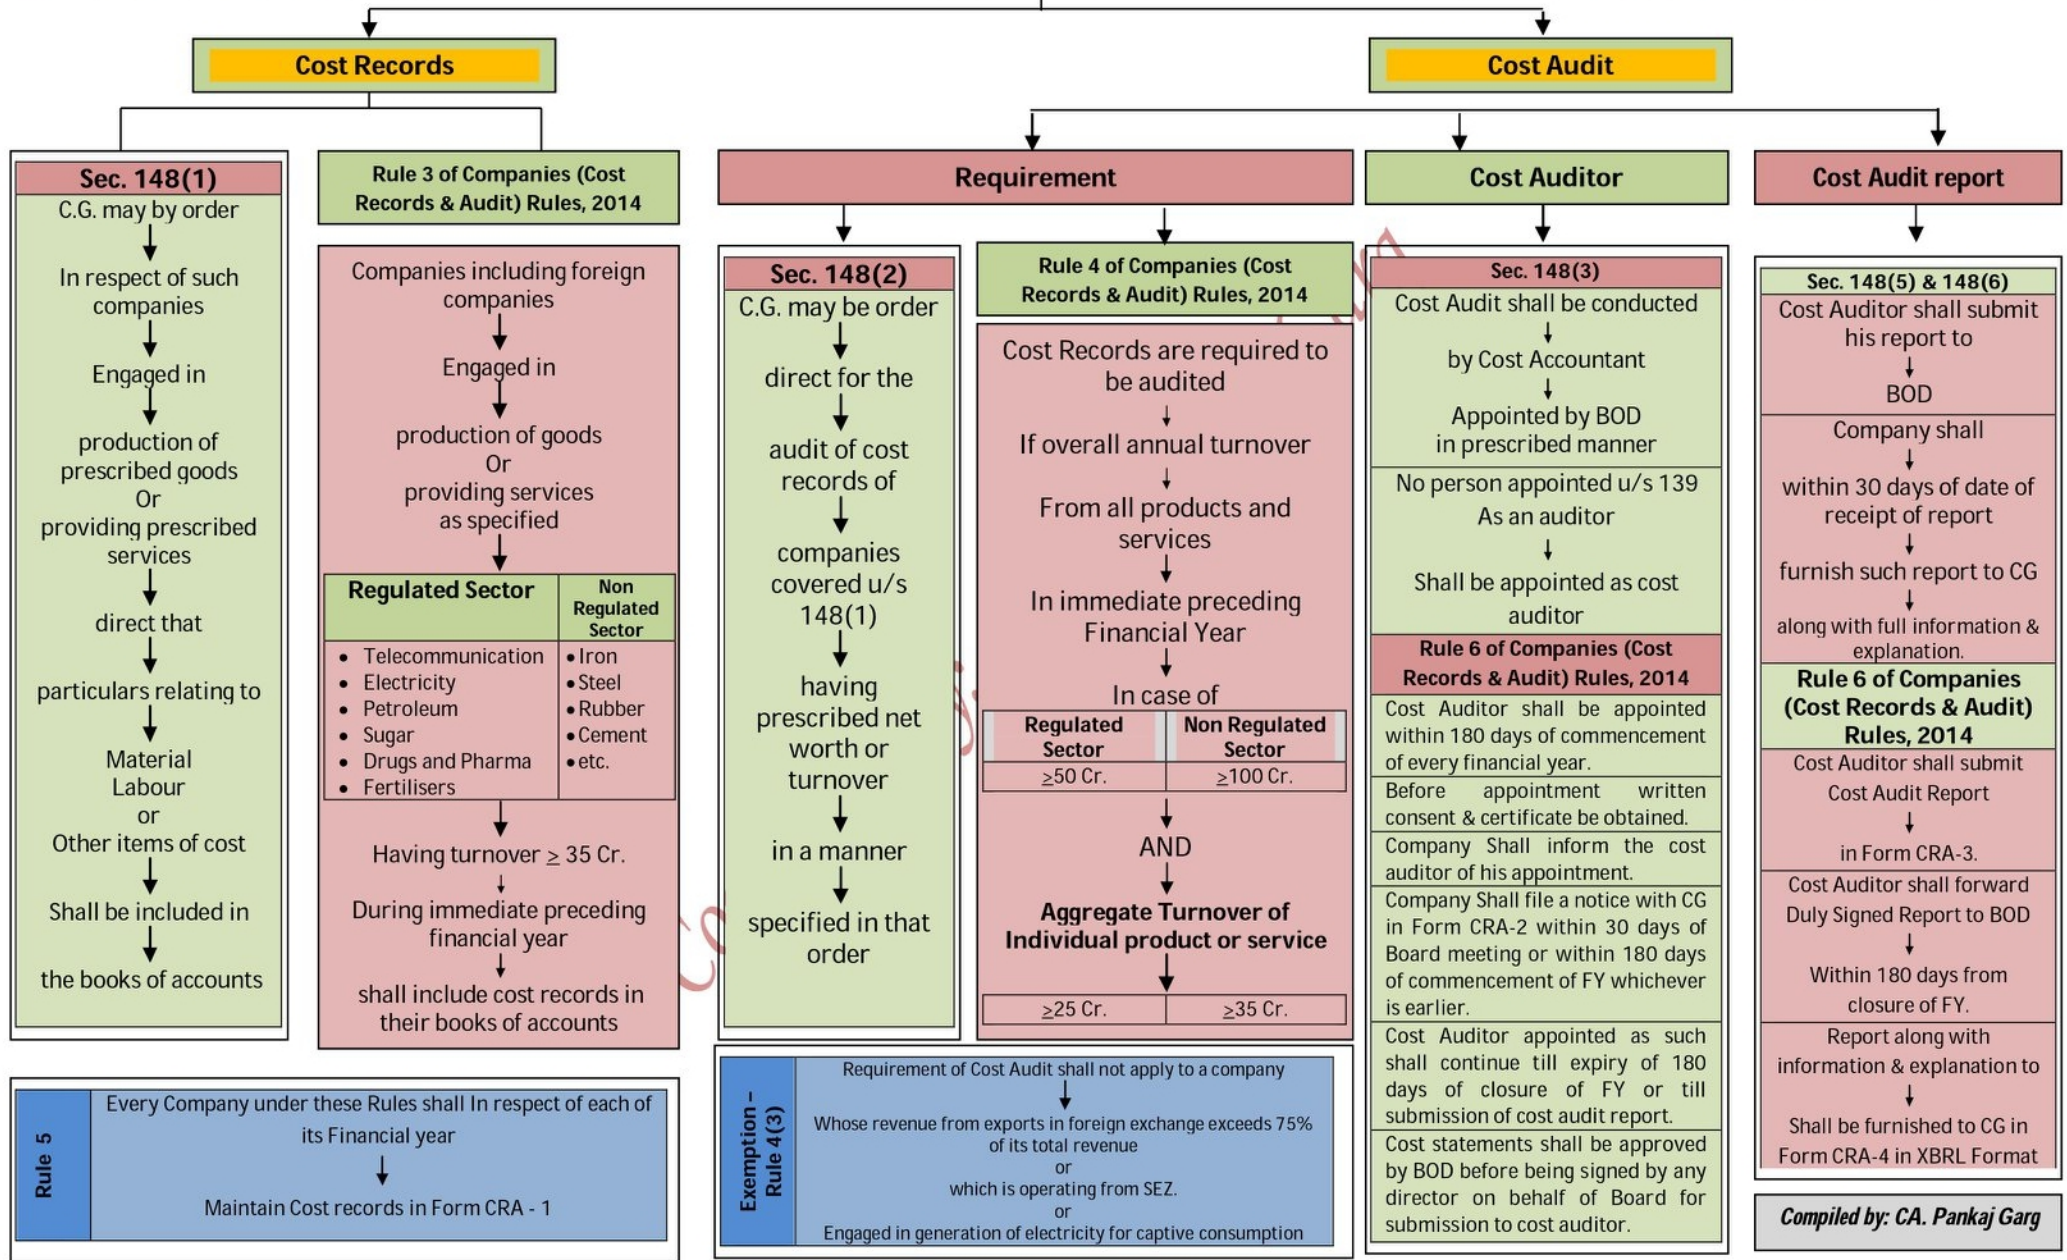 Cost Records
Cost Audit
Sec. 148(1)
C.G. may by order
In respect of such
companies
Engaged in
production of
prescribed goods
Or
providing prescribed
services
direct that
particulars relating to
Material
Labour
or
Other items of cost
Shall be included in
the books of accounts
Rule 3 of Companies (Cost
Records & Audit) Rules, 2014
Companies including foreign
companies
Engaged in
production of goods
Or
providing services
as specified
Regulated Sector
Non
Regulated
Sector
• Telecommunication
• Electricity
• Petroleum
• Sugar
• Drugs and Pharma
• Fertilisers
• Iron
• Steel
• Rubber
• Cement
• etc.
Having turnover ≥ 35 Cr.
During immediate preceding
financial year
shall include cost records in
their books of accounts
Rule 5
Every Company under these Rules shall In respect of each of
its Financial year
Maintain Cost records in Form CRA - 1
Requirement
Sec. 148(2)
C.G. may be order
direct for the
audit of cost
records of
companies
covered u/s
148(1)
having
prescribed net
worth or
turnover
in a manner
specified in that
order
Rule 4 of Companies (Cost
Records & Audit) Rules, 2014
Cost Records are required to
be audited
If overall annual turnover
From all products and
services
In immediate preceding
Financial Year
In case of
Regulated
Sector
Non Regulated
Sector
≥50 Cr.
≥100 Cr.
AND
Aggregate Turnover of
Individual product or service
≥25 Cr.
≥35 Cr.
Exemption –
Rule 4(3)
Requirement of Cost Audit shall not apply to a company
Whose revenue from exports in foreign exchange exceeds 75%
of its total revenue
or
which is operating from SEZ.
or
Engaged in generation of electricity for captive consumption
Cost Auditor
Sec. 148(3)
Cost Audit shall be conducted
by Cost Accountant
Appointed by BOD
in prescribed manner
No person appointed u/s 139
As an auditor
Shall be appointed as cost
auditor
Rule 6 of Companies (Cost
Records & Audit) Rules, 2014
Cost Auditor shall be appointed
within 180 days of commencement
of every financial year.
Before appointment written
consent & certificate be obtained.
Company Shall inform the cost
auditor of his appointment.
Company Shall file a notice with CG
in Form CRA-2 within 30 days of
Board meeting or within 180 days
of commencement of FY whichever
is earlier.
Cost Auditor appointed as such
shall continue till expiry of 180
days of closure of FY or till
submission of cost audit report.
Cost statements shall be approved
by BOD before being signed by any
director on behalf of Board for
submission to cost auditor.
Cost Audit report
Sec. 148(5) & 148(6)
Cost Auditor shall submit
his report to
BOD
Company shall
within 30 days of date of
receipt of report
furnish such report to CG
along with full information &
explanation.
Rule 6 of Companies
(Cost Records & Audit)
Rules, 2014
Cost Auditor shall submit
Cost Audit Report
in Form CRA-3.
Cost Auditor shall forward
Duly Signed Report to BOD
Within 180 days from
closure of FY.
Report along with
information & explanation to
Shall be furnished to CG in
Form CRA-4 in XBRL Format
Compiled by: CA. Pankaj Garg